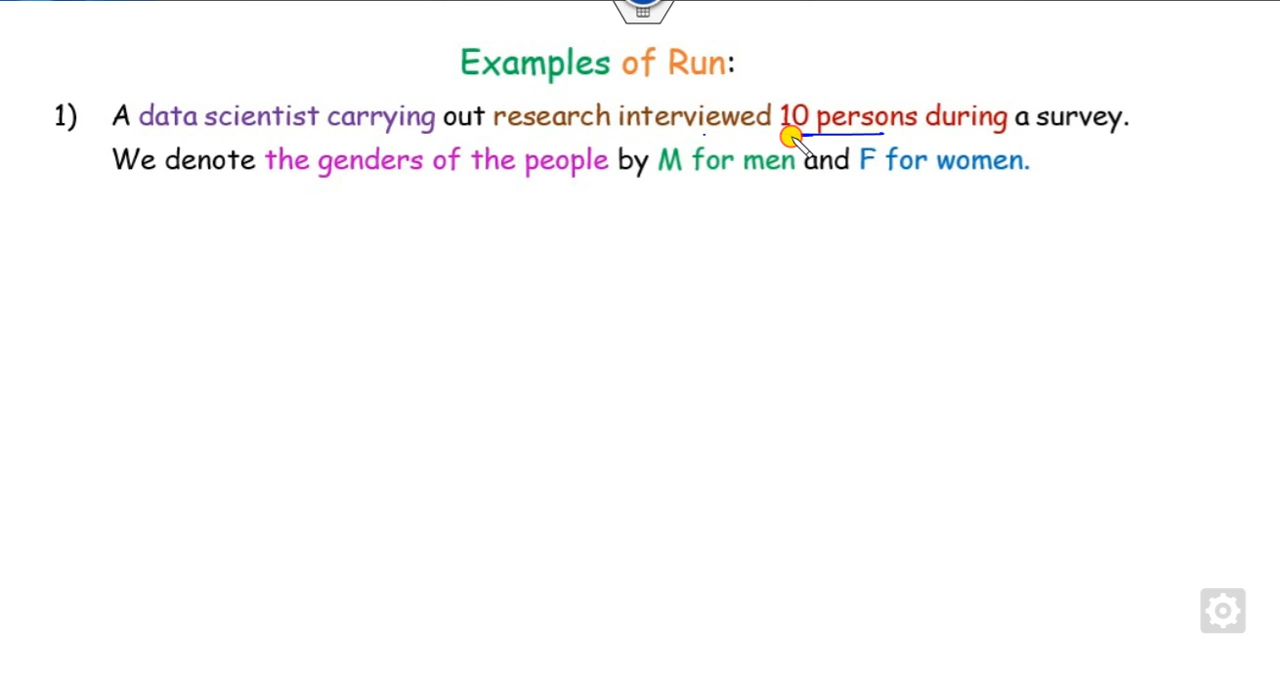 Examples of Run:
1) A data scientist carrying out research interviewed 10 persons during a survey.
We denote the genders of the people by M for men and F for women.